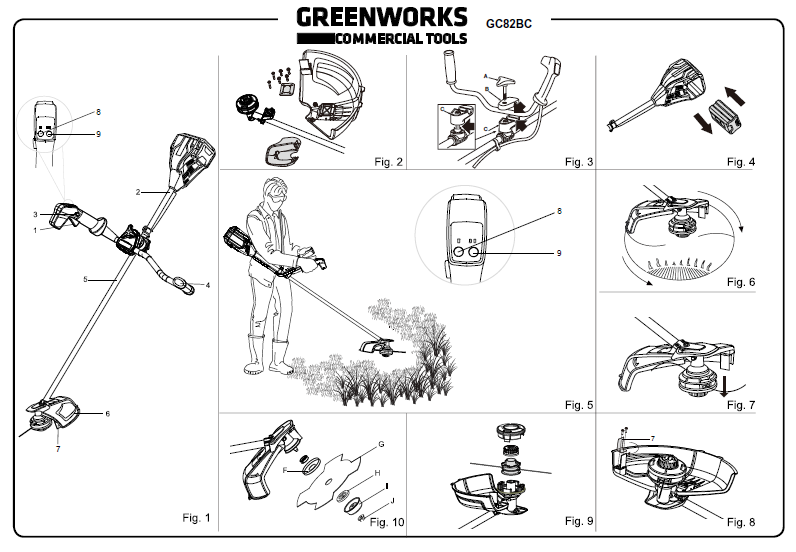 GREENWORKS
COMMERCIAL TOOLS
GC82BC
8
9
2
3
1
5
4
6
7
Fig. 1
Fig. 2
A
B
C
C
Fig. 3
Fig. 4
8
9
Fig. 5
Fig. 6
Fig. 7
F
G
H
I
J
Fig. 10
Fig. 9
7
Fig. 8